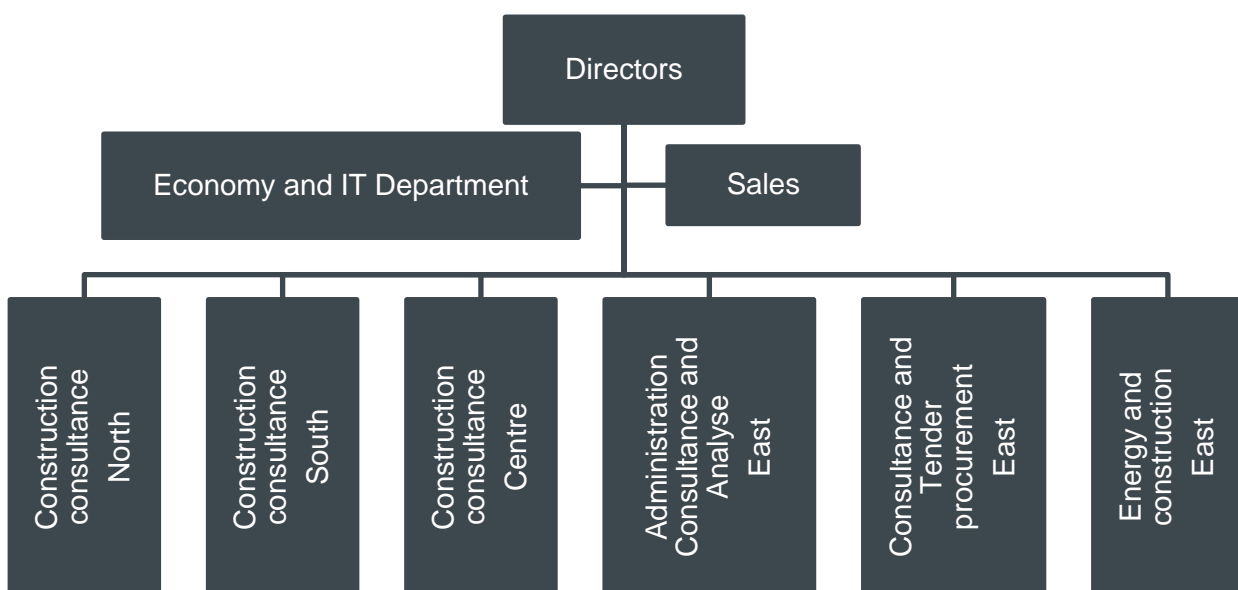 Directors
Economy and IT Department
Sales
Construction
consultance
North
Construction
consultance
South
Construction
consultance
Centre
Administration
Consultance and
Analyse
East
Consultance and
Tender
procurement
East
Energy and
construction
East